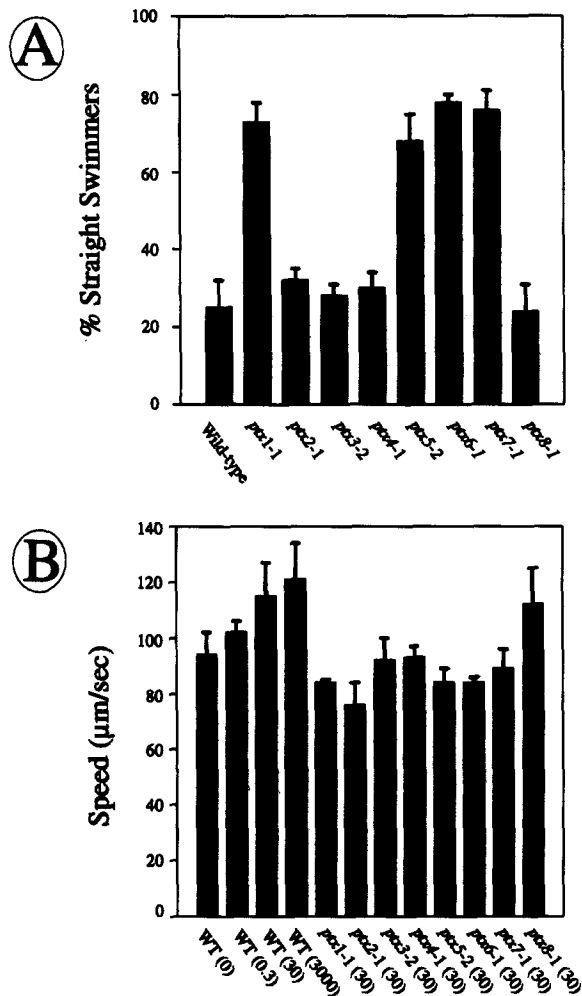 A
100
80
60
40
20
0
% Straight Swimmers
Wild-type
ptx1-1
ptx2-1
ptx3-2
ptx4-1
ptx5-2
ptx6-1
ptx7-1
ptx8-1
B
140
120
100
80
60
40
20
0
Speed (μm/sec)
WT (0)
WT (0.3)
WT (30)
WT (3000)
ptx1-1 (30)
ptx2-1 (30)
ptx3-2 (30)
ptx4-1 (30)
ptx5-2 (30)
ptx6-1 (30)
ptx7-1 (30)
ptx8-1 (30)